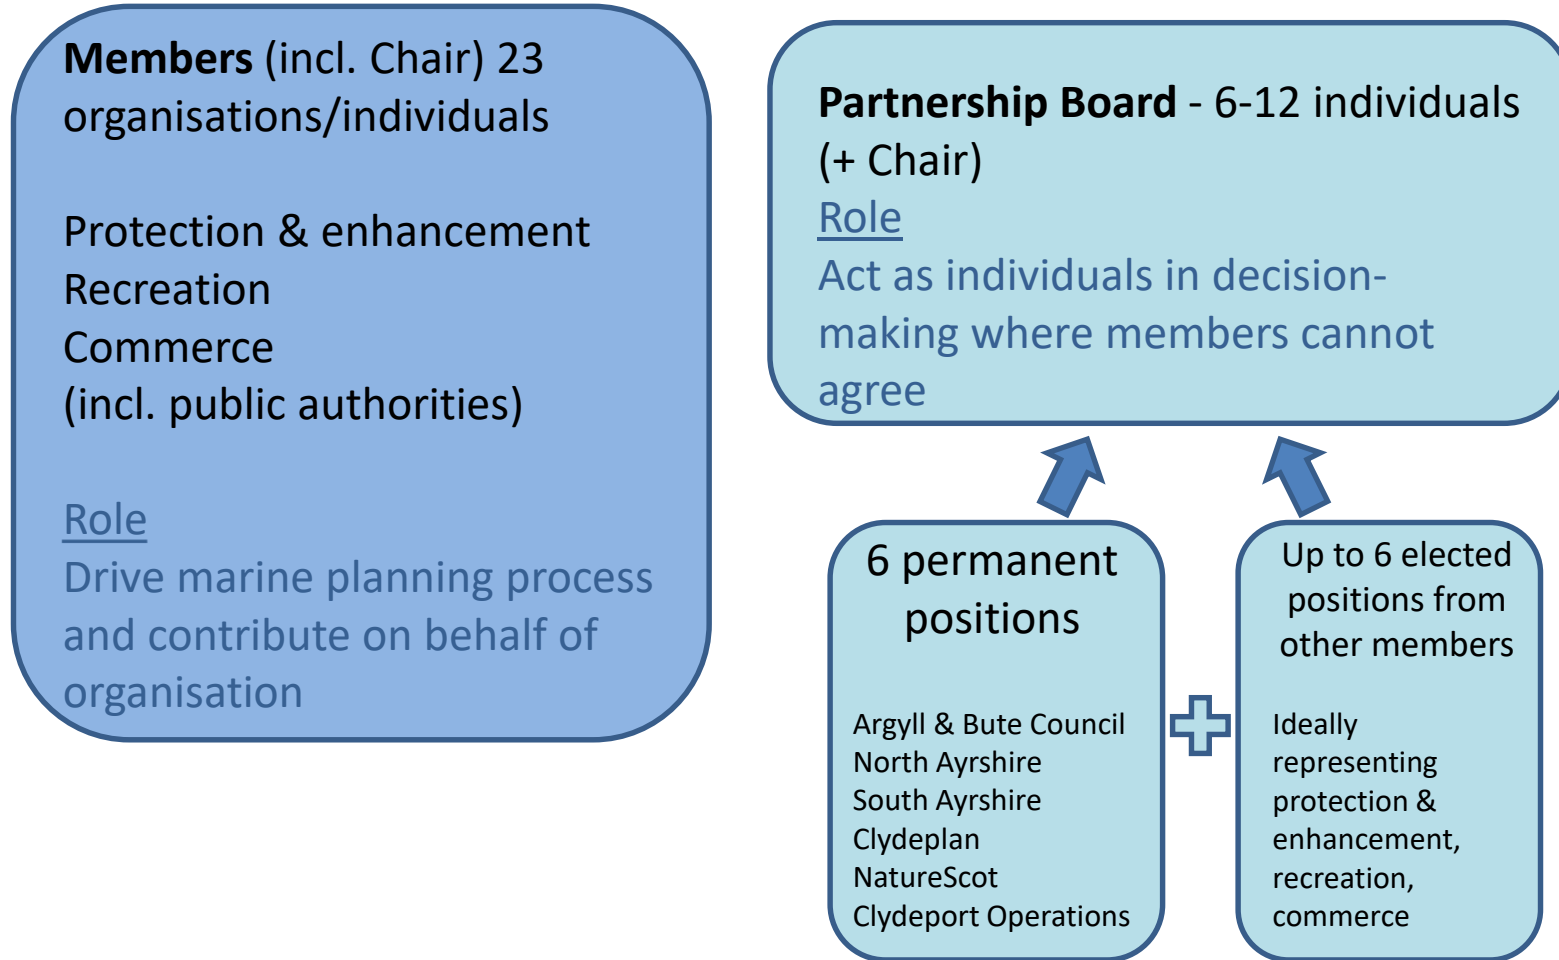 Members (incl. Chair) 23
organisations/individuals
Protection & enhancement
Recreation
Commerce
(incl. public authorities)
Role
Drive marine planning process
and contribute on behalf of
organisation
Partnership Board - 6-12 individuals
(+ Chair)
Role
Act as individuals in decision-
making where members cannot
agree
6 permanent
positions
Argyll & Bute Council
North Ayrshire
South Ayrshire
Clydeplan
NatureScot
Clydeport Operations
Up to 6 elected
positions from
other members
Ideally
representing
protection &
enhancement,
recreation,
commerce